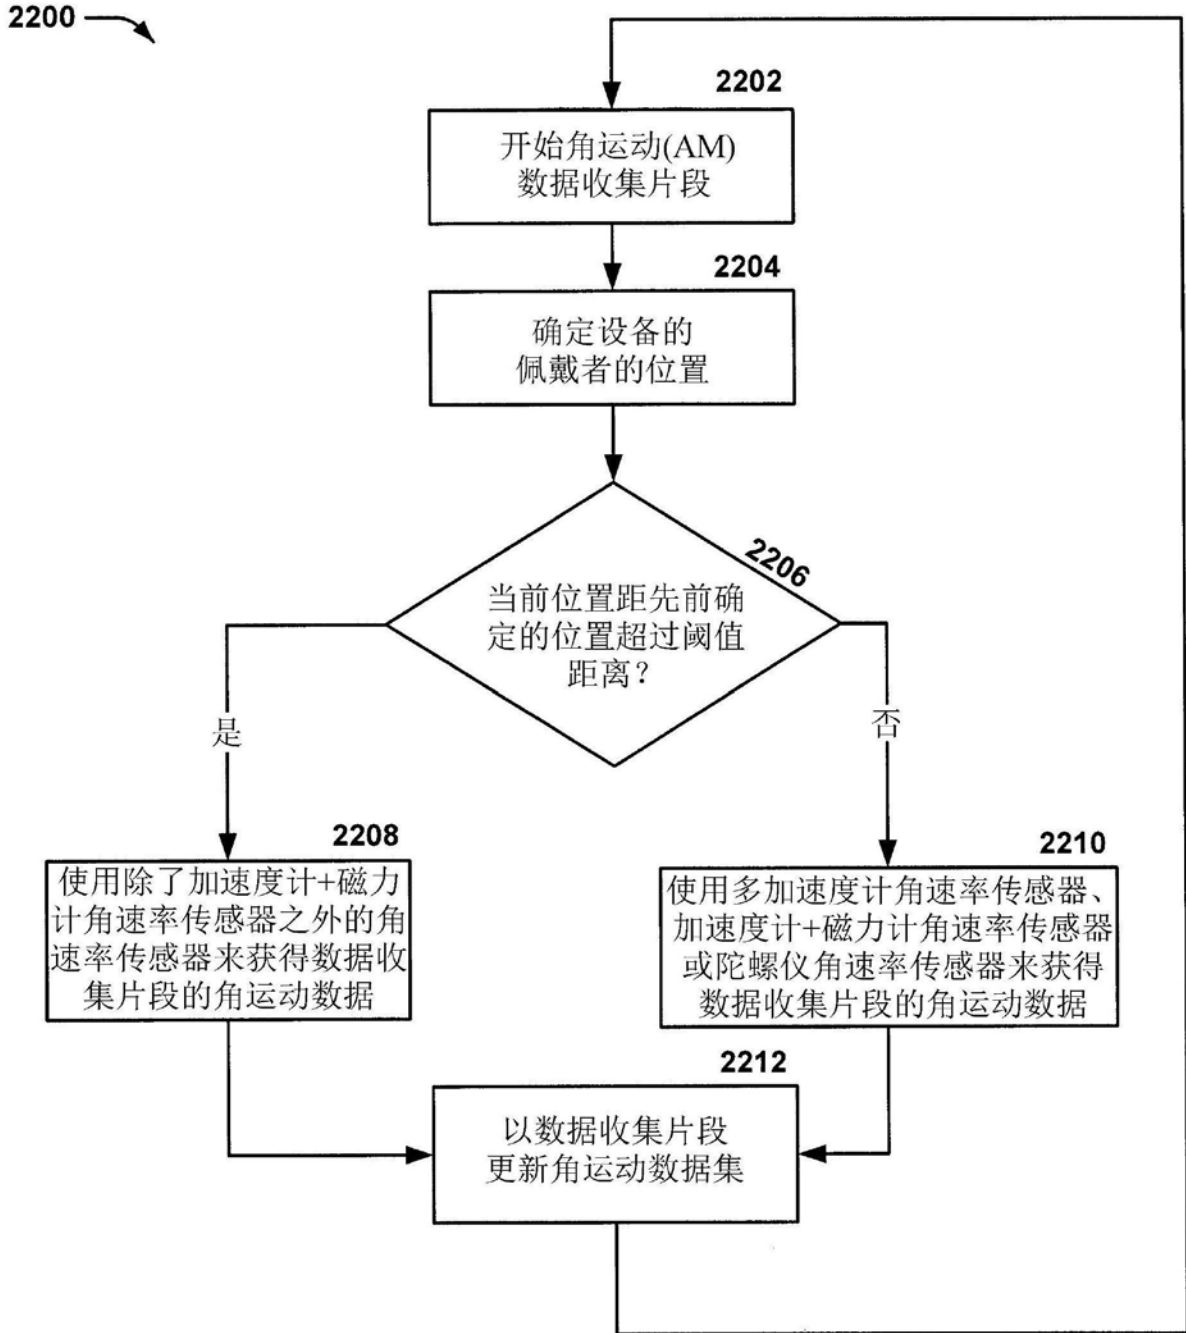 2200
2202
开始角运动(AM)
数据收集片段
2204
确定设备的
佩戴者的位置
2206
当前位置距先前确
定的位置超过阈值
距离？
是
否
2208
使用除了加速度计+磁力
计角速率传感器之外的角
速率传感器来获得数据收
集片段的角运动数据
2210
使用多加速度计角速率传感器、
加速度计+磁力计角速率传感器
或陀螺仪角速率传感器来获得
数据收集片段的角运动数据
2212
以数据收集片段
更新角运动数据集